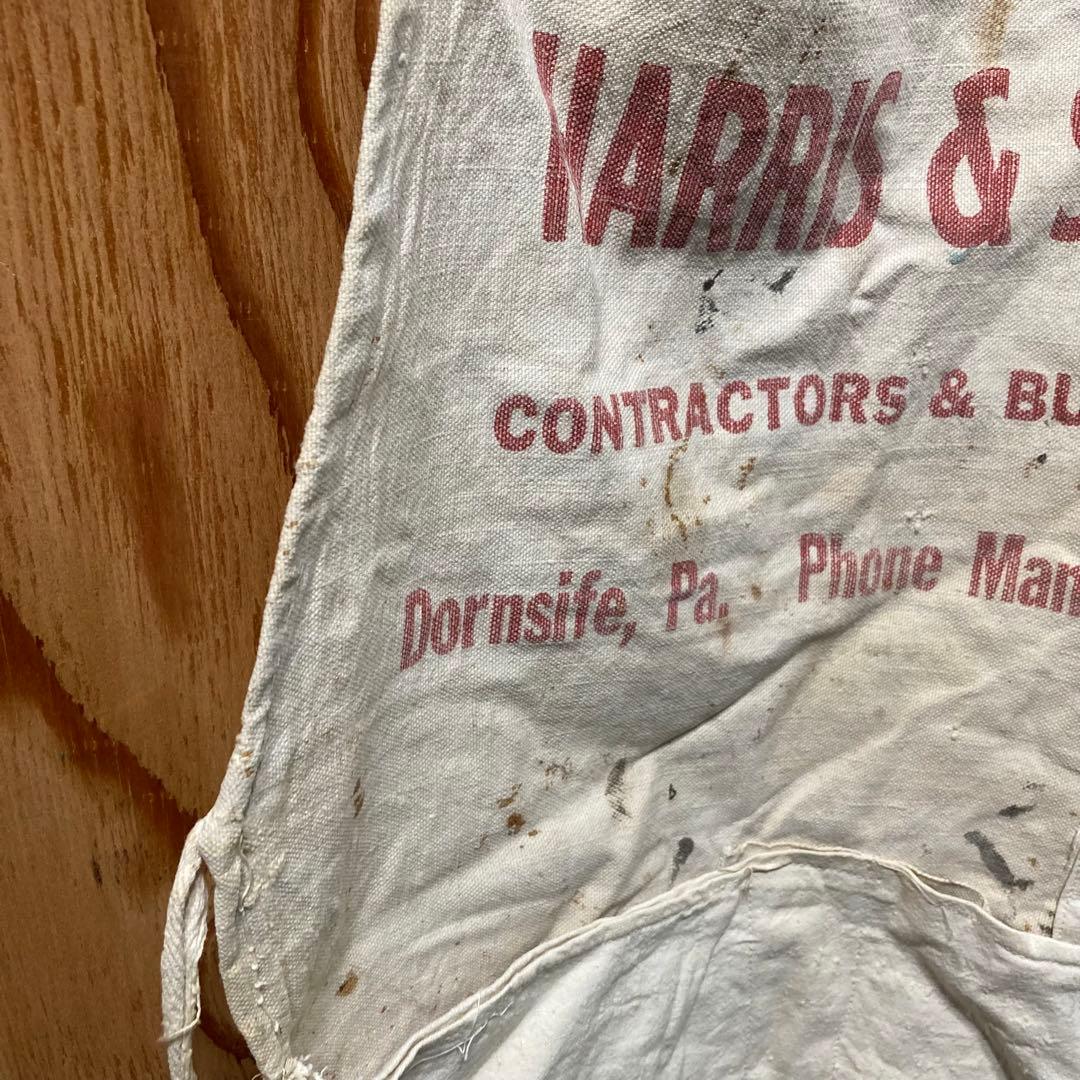 HARRIS & S
CONTRACTORS & BU
Dornsife, Pa. Phone Man